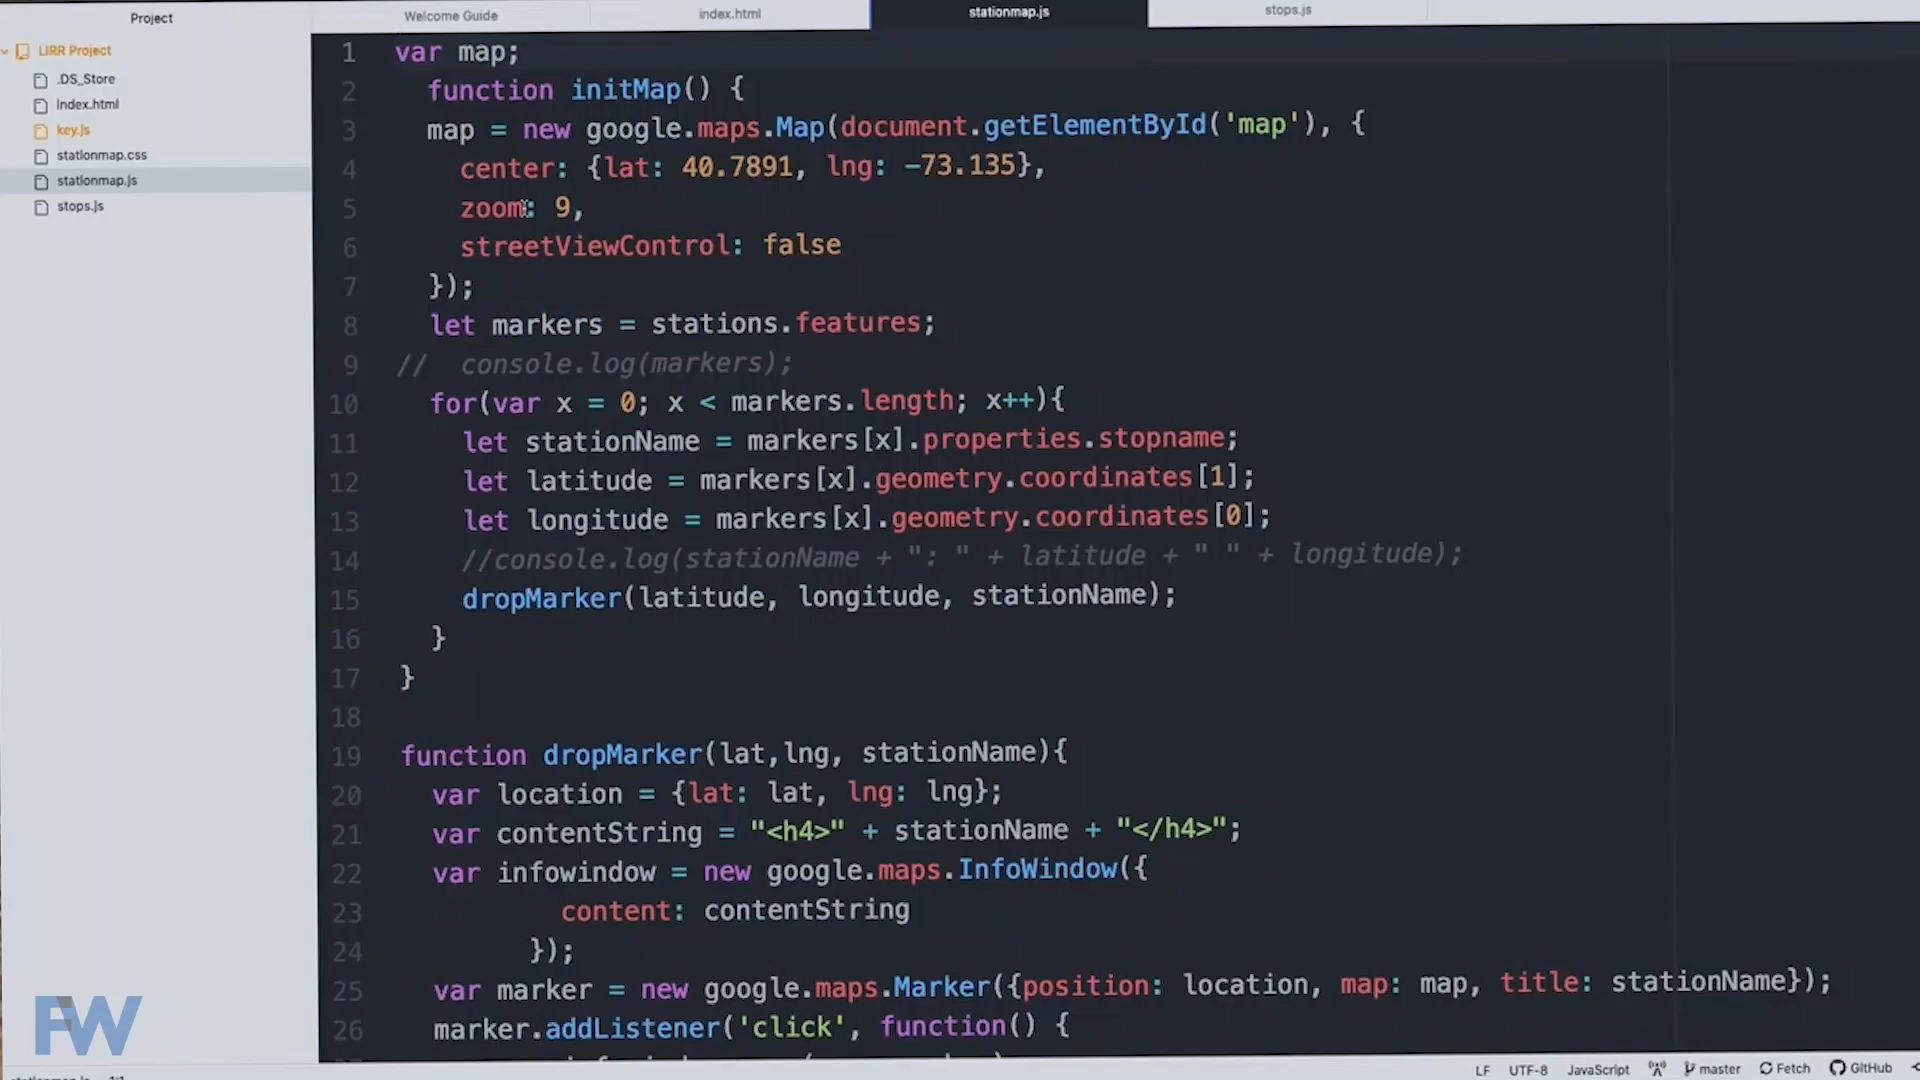 Project
Welcome Guide
index.html
stationmap.js
stops.js
LIRR Project
.DS_Store
index.html
key.js
stationmap.css
stationmap.js
stops.js
1 var map;
2 function initMap() {
3 map = new google.maps.Map(document.getElementById('map'), {
4 center: {lat: 40.7891, lng: -73.135},
5 zoom: 9,
6 streetViewControl: false
7 });
8 let markers = stations.features;
9 // console.log(markers);
10 for(var x = 0; x < markers.length; x++){
11 let stationName = markers[x].properties.stopname;
12 let latitude = markers[x].geometry.coordinates[1];
13 let longitude = markers[x].geometry.coordinates[0];
14 //console.log(stationName + ": " + latitude + " " + longitude);
15 dropMarker(latitude, longitude, stationName);
16 }
17 }
18
19 function dropMarker(lat,lng, stationName){
20 var location = {lat: lat, lng: lng};
21 var contentString = "<h4>" + stationName + "</h4>";
22 var infowindow = new google.maps.InfoWindow({
23 content: contentString
24 });
25 var marker = new google.maps.Marker({position: location, map: map, title: stationName});
26 marker.addListener('click', function() {
FW
LF UTF-8 JavaScript master Fetch GitHub